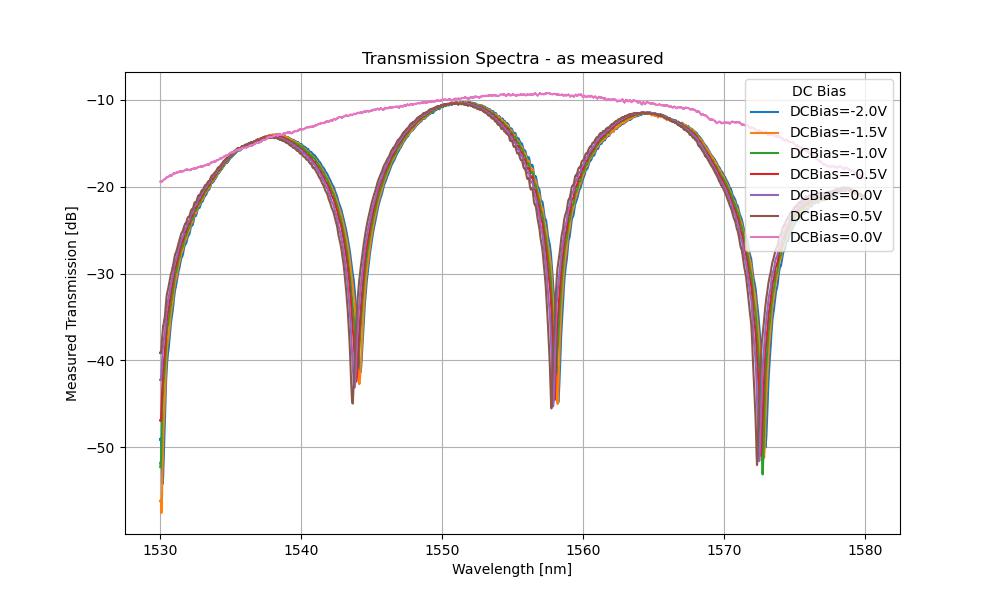 Transmission Spectra - as measured
DC Bias
DCBias=-2.0V
DCBias=-1.5V
DCBias=-1.0V
DCBias=-0.5V
DCBias=0.0V
DCBias=0.5V
DCBias=0.0V
Measured Transmission [dB]
−10
−20
−30
−40
−50
1530 1540 1550 1560 1570 1580
Wavelength [nm]